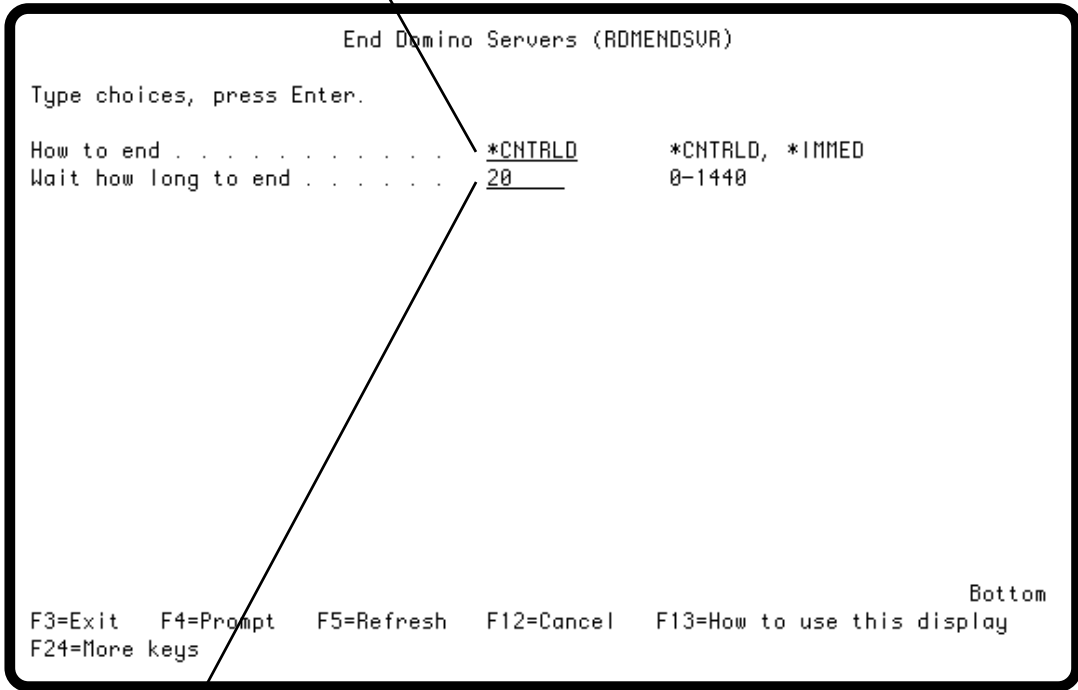 End Domino Servers (RDMENDSVR)
Type choices, press Enter.
How to end . . . . . . . . . . . *CNTRLD *CNTRLD, *IMMED
Wait how long to end . . . . . . 20 0-1440
Bottom
F3=Exit F4=Prompt F5=Refresh F12=Cancel F13=How to use this display
F24=More keys